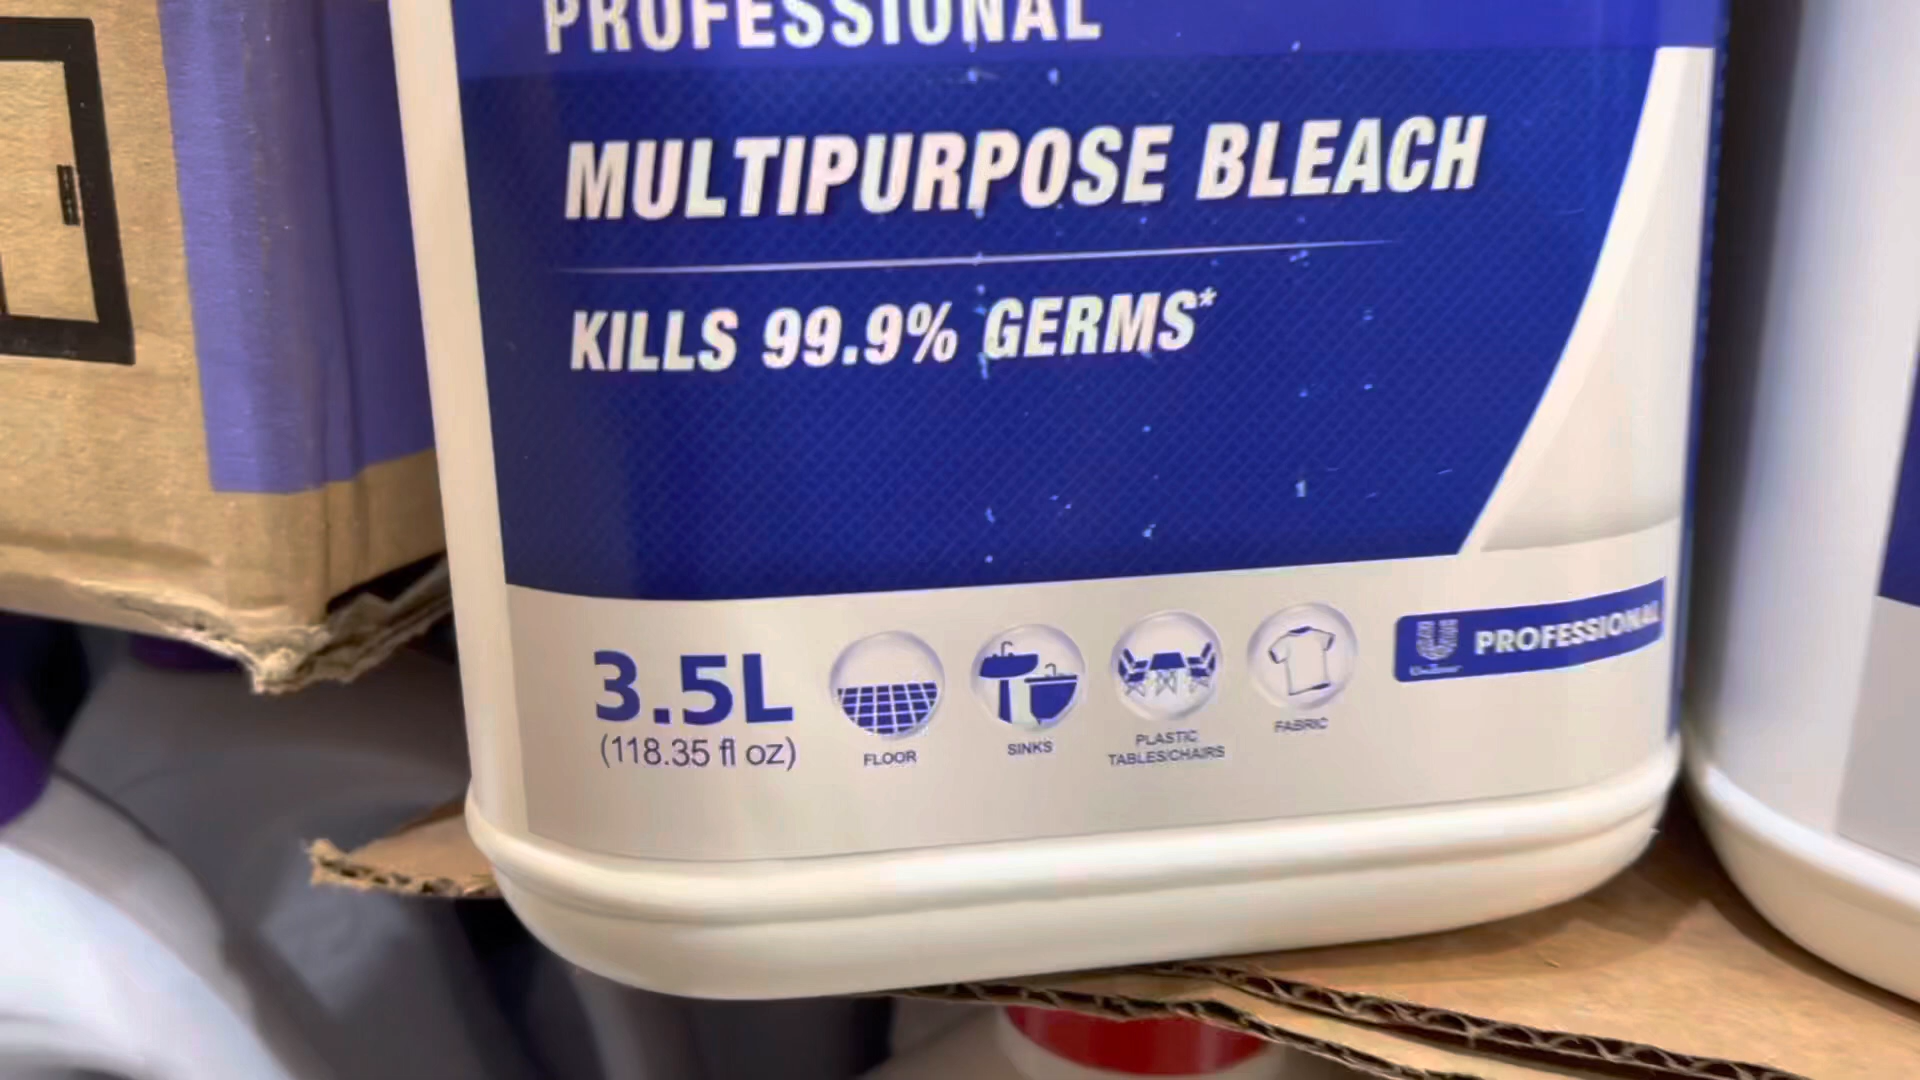 PROFESSIONAL
MULTIPURPOSE BLEACH
KILLS 99.9% GERMS*
3.5L
(118.35 fl oz)
FLOOR
SINKS
PLASTIC
TABLES/CHAIRS
FABRIC
PROFESSIONAL